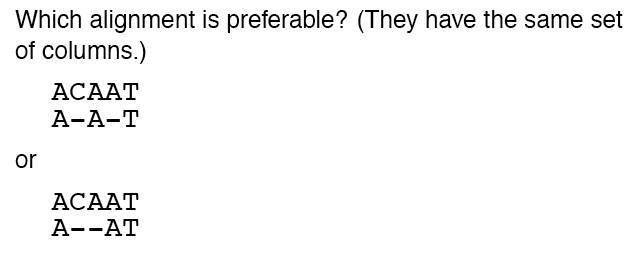 Which alignment is preferable? (They have the same set
of columns.)
ACAAT
A-A-T
or
ACAAT
A--AT